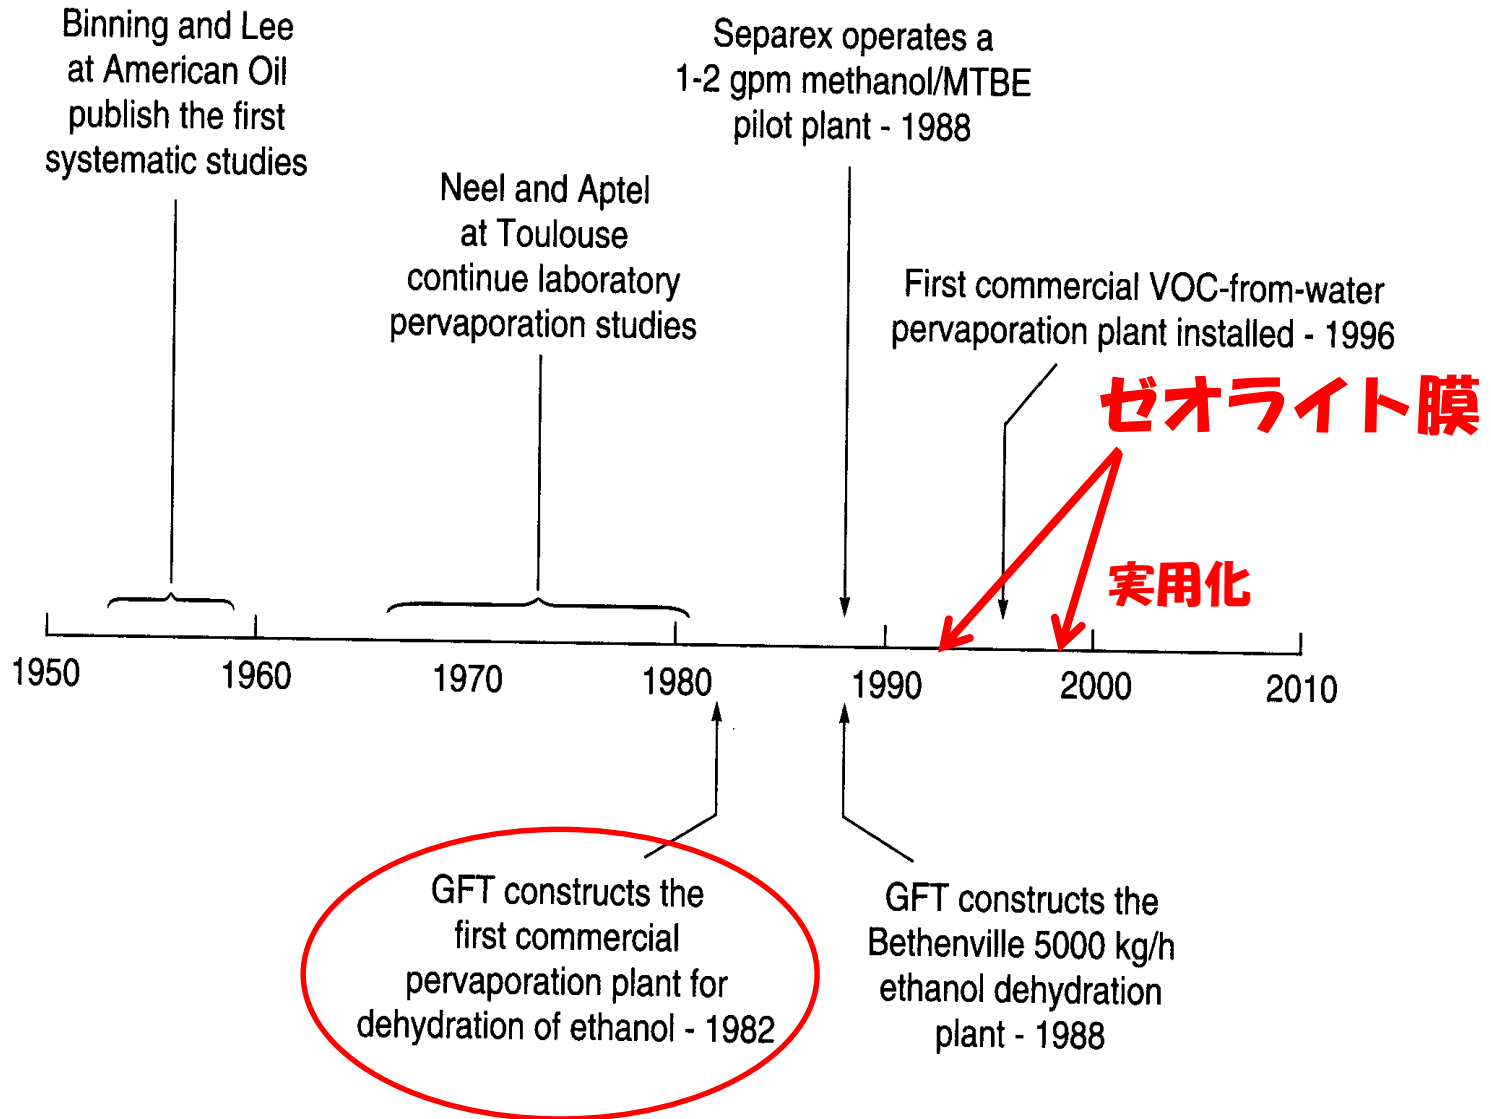 Binning and Lee
at American Oil
publish the first
systematic studies
Neel and Aptel
at Toulouse
continue laboratory
pervaporation studies
Separex operates a
1-2 gpm methanol/MTBE
pilot plant - 1988
First commercial VOC-from-water
pervaporation plant installed - 1996
ゼオライト膜
実用化
1950
1960
1970
1980
1990
2000
2010
GFT constructs the
first commercial
pervaporation plant for
dehydration of ethanol - 1982
GFT constructs the
Bethenville 5000 kg/h
ethanol dehydration
plant - 1988